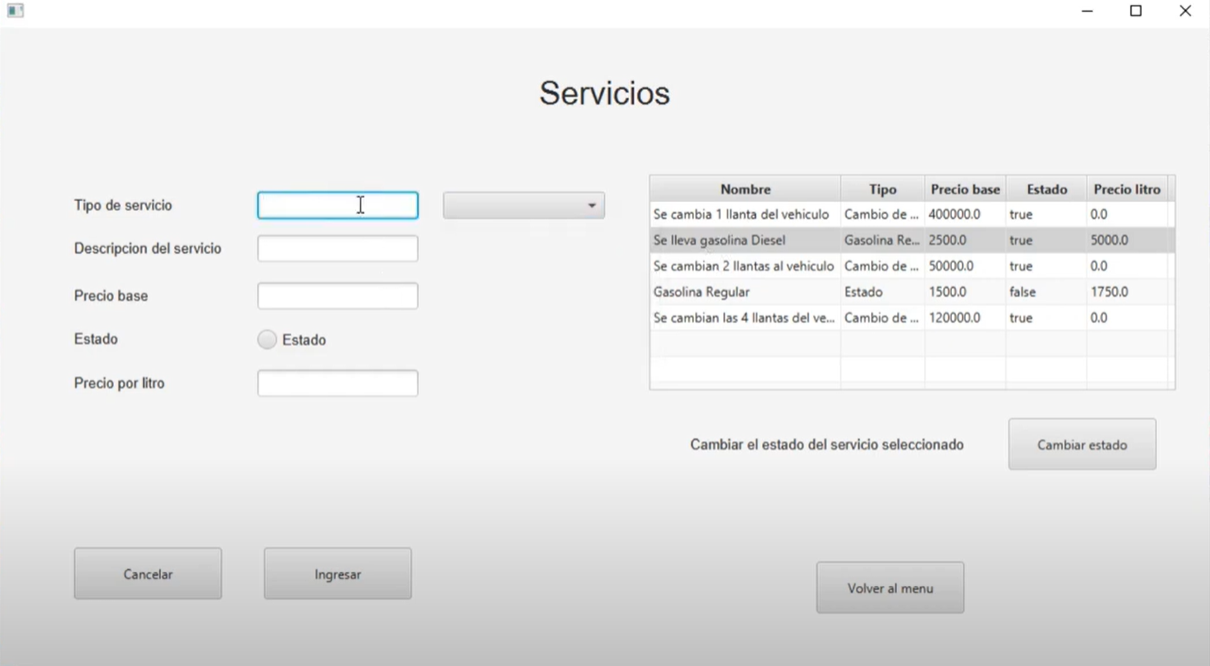 Servicios
Tipo de servicio
Descripcion del servicio
Precio base
Estado
Estado
Precio por litro
Nombre Tipo Precio base Estado Precio litro
Se cambia 1 llanta del vehiculo Cambio de ... 400000.0 true 0.0
Se lleva gasolina Diesel Gasolina Re... 2500.0 true 5000.0
Se cambian 2 llantas al vehiculo Cambio de ... 50000.0 true 0.0
Gasolina Regular Estado 1500.0 false 1750.0
Se cambian las 4 llantas del ve... Cambio de ... 120000.0 true 0.0
Cambiar el estado del servicio seleccionado
Cambiar estado
Cancelar
Ingresar
Volver al menu